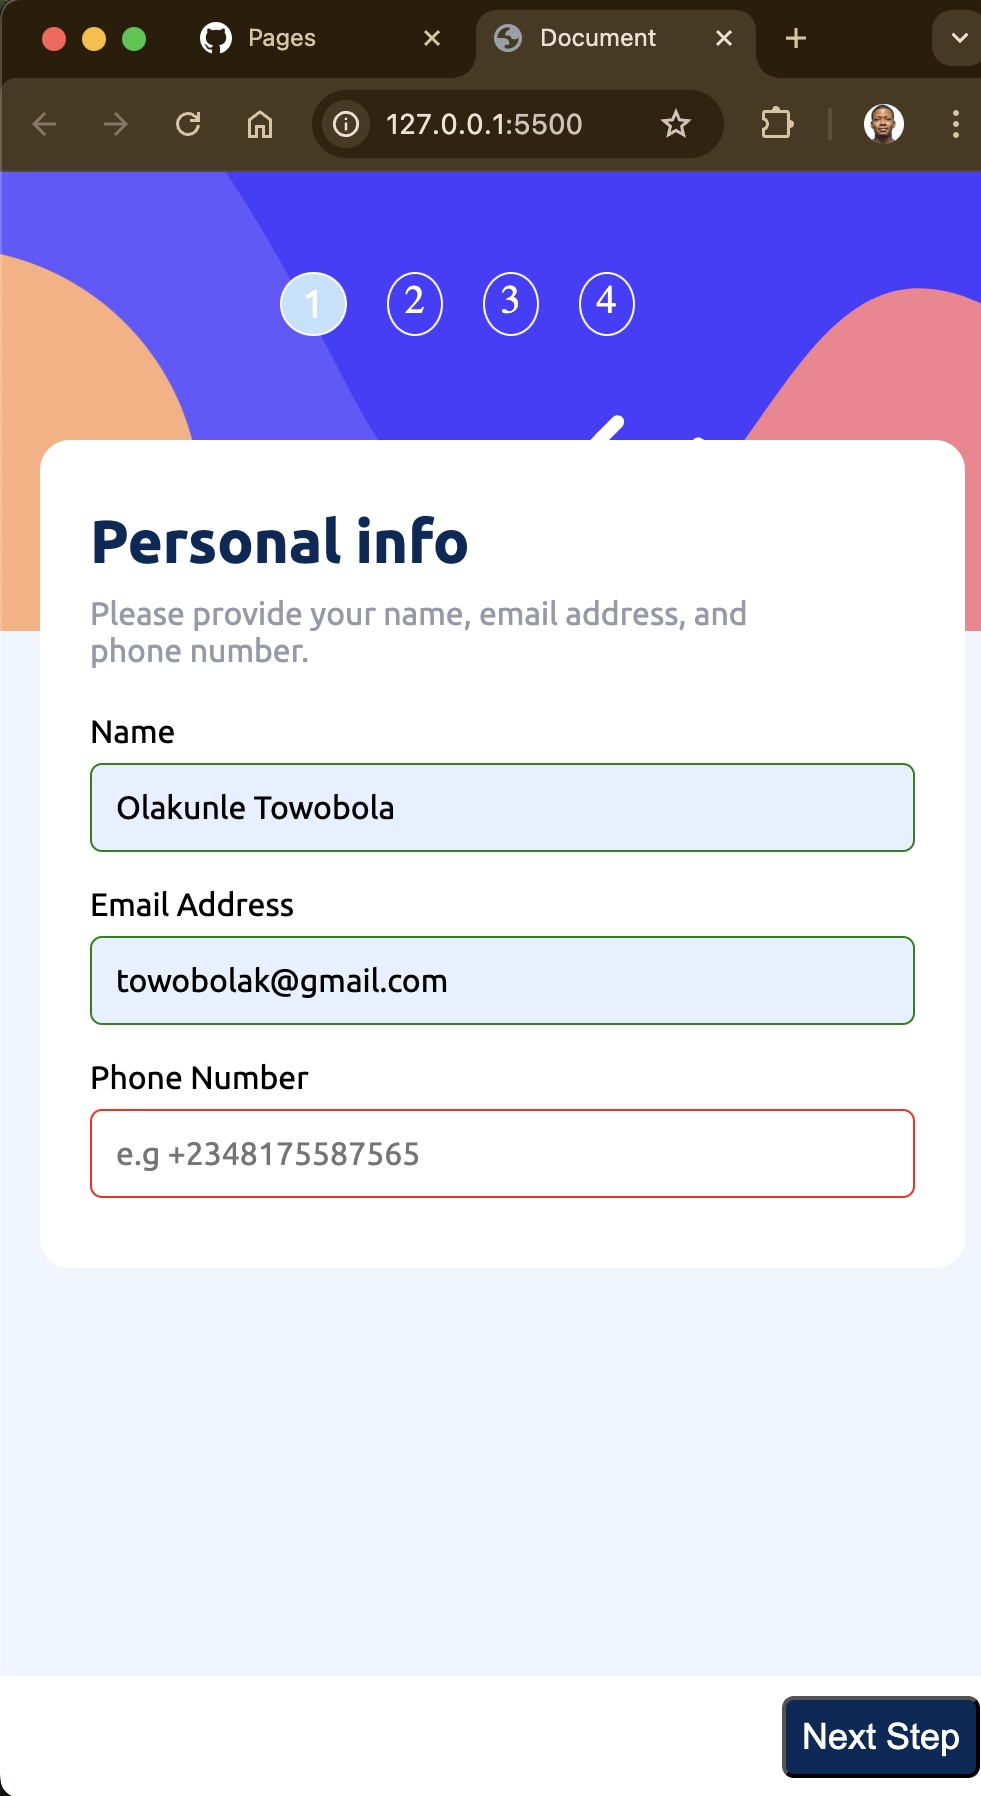 Pages
Document
127.0.0.1:5500
1 2 3 4
Personal info
Please provide your name, email address, and
phone number.
Name
Olakunle Towobola
Email Address
towobolak@gmail.com
Phone Number
e.g +2348175587565
Next Step